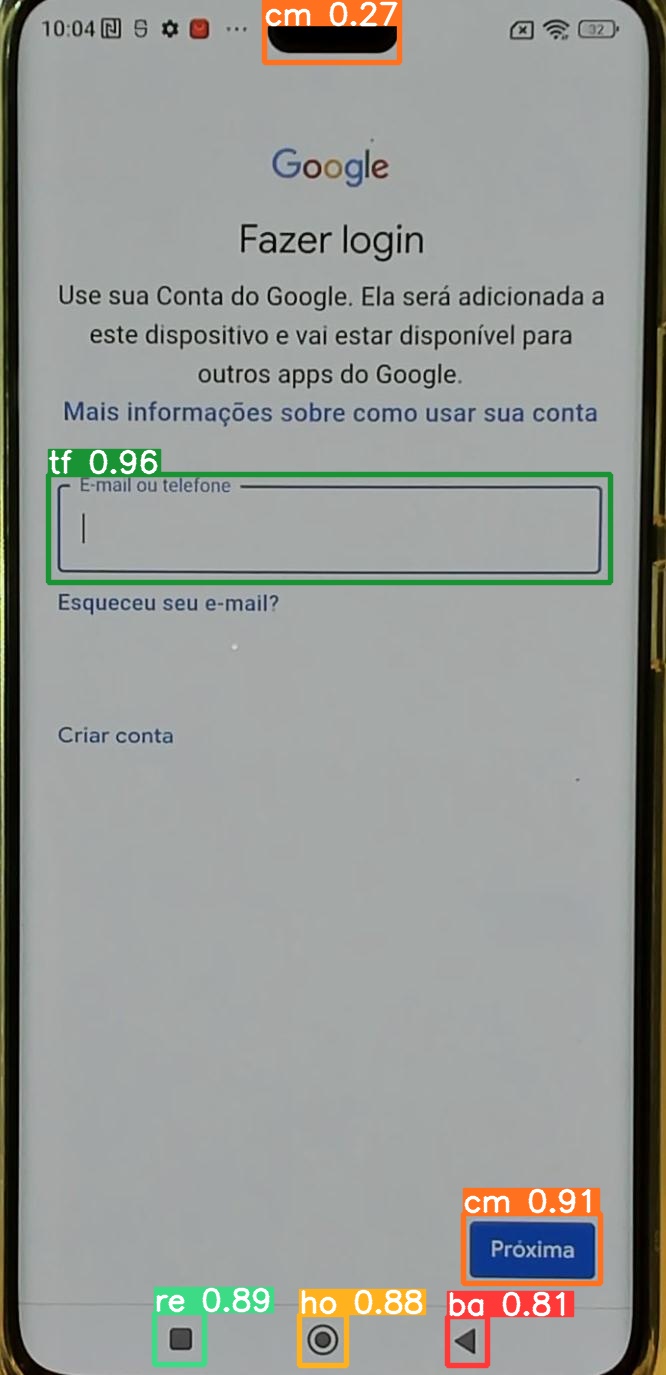 cm 0.27
10:04
32
Google
Fazer login
Use sua Conta do Google. Ela será adicionada a
este dispositivo e vai estar disponível para
outros apps do Google.
Mais informações sobre como usar sua conta
tf 0.96
E-mail ou telefone
Esqueceu seu e-mail?
Criar conta
cm 0.91
Próxima
re 0.89
ho 0.88
ba 0.81